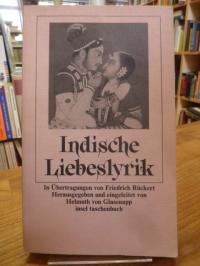 Indische
Liebeslyrik
In Übertragungen von Friedrich Rückert
Herausgegeben und eingeleitet von
Helmuth von Glasenapp
insel taschenbuch